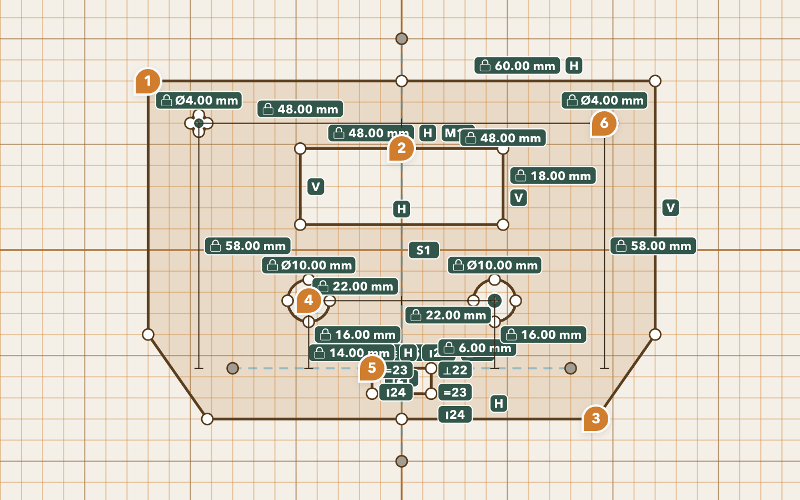 60.00 mm H
1
Ø4.00 mm
Ø4.00 mm
48.00 mm
6
48.00 mm H
48.00 mm
2
18.00 mm
V
V
H
V
58.00 mm
S1
58.00 mm
Ø10.00 mm
Ø10.00 mm
22.00 mm
4
22.00 mm
16.00 mm
16.00 mm
14.00 mm H
6.00 mm
5
=23
⊥22
I24
=23
H
I24
3